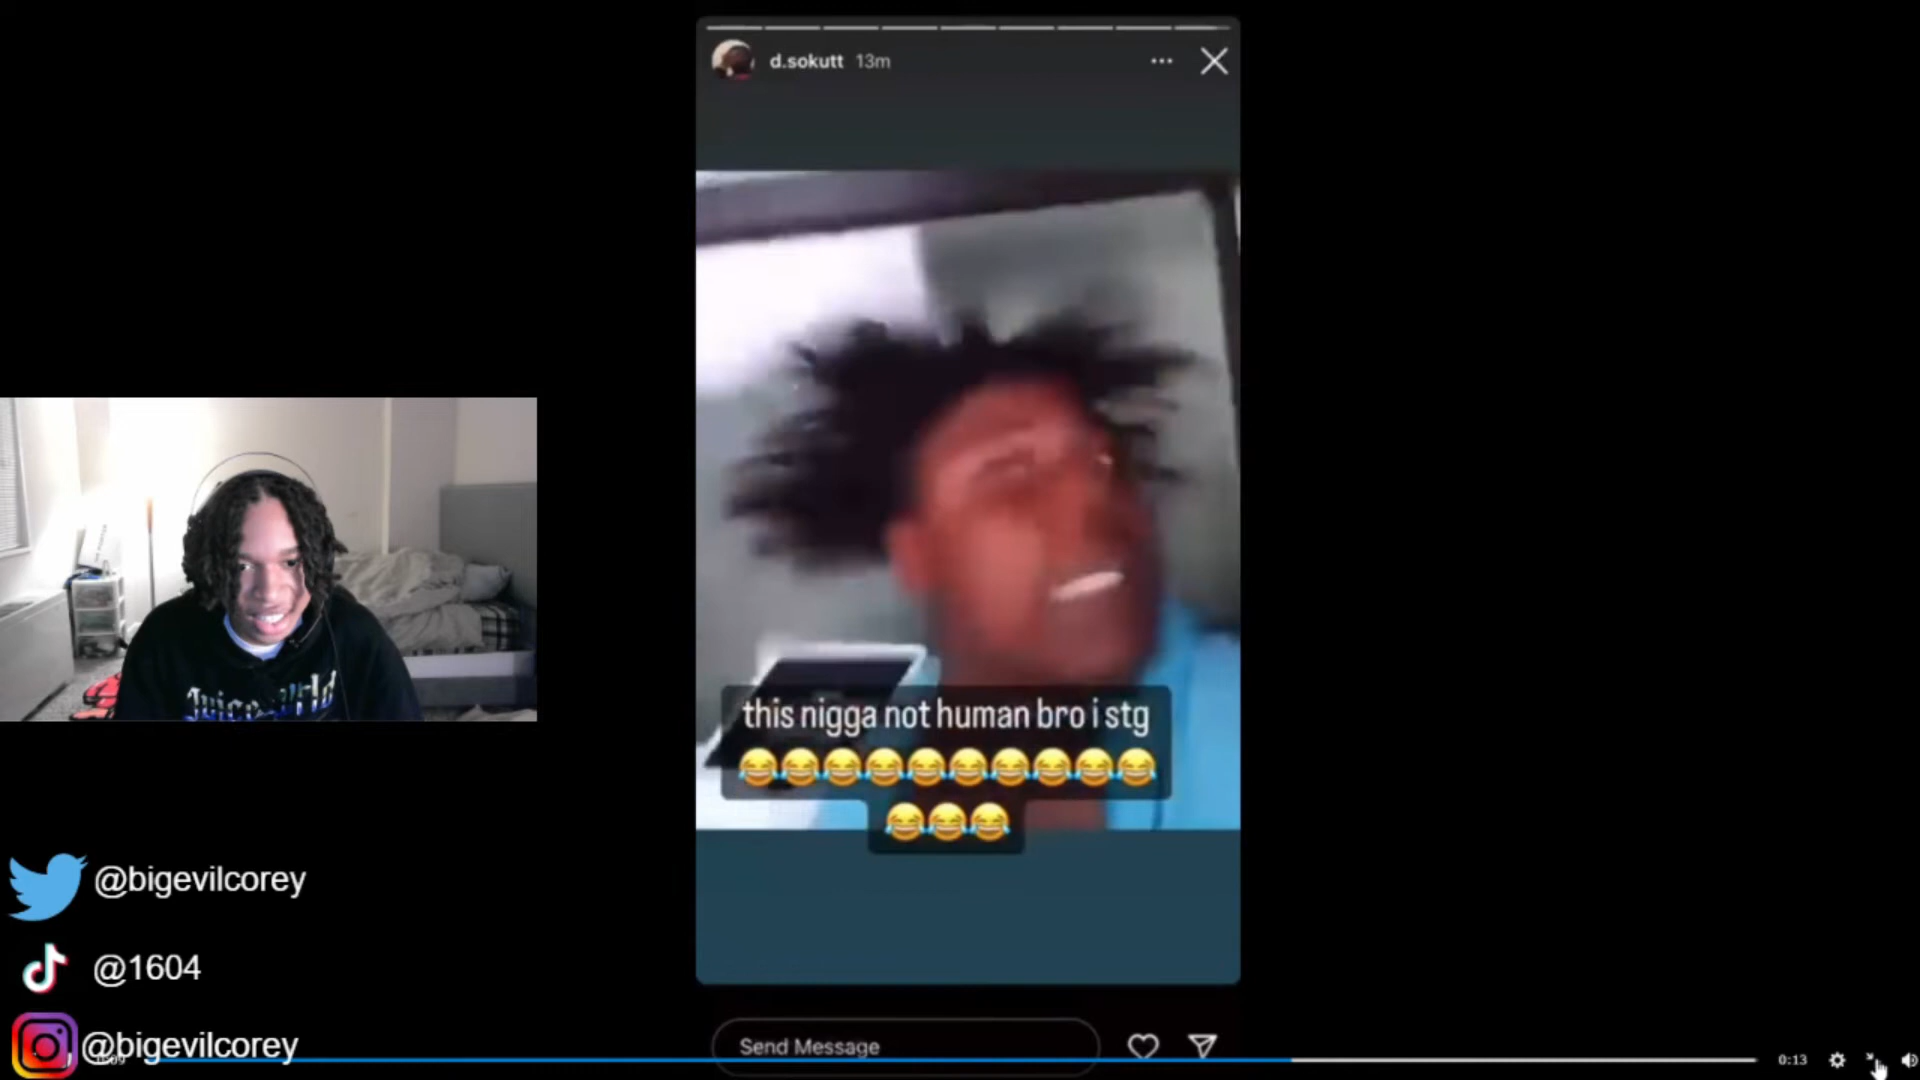 d.sokutt 13m
this nigga not human bro i stg
😂😂😂😂😂😂😂😂😂😂
😂😂😂
Send Message
@bigevilcorey
@1604
@bigevilcorey
0:13